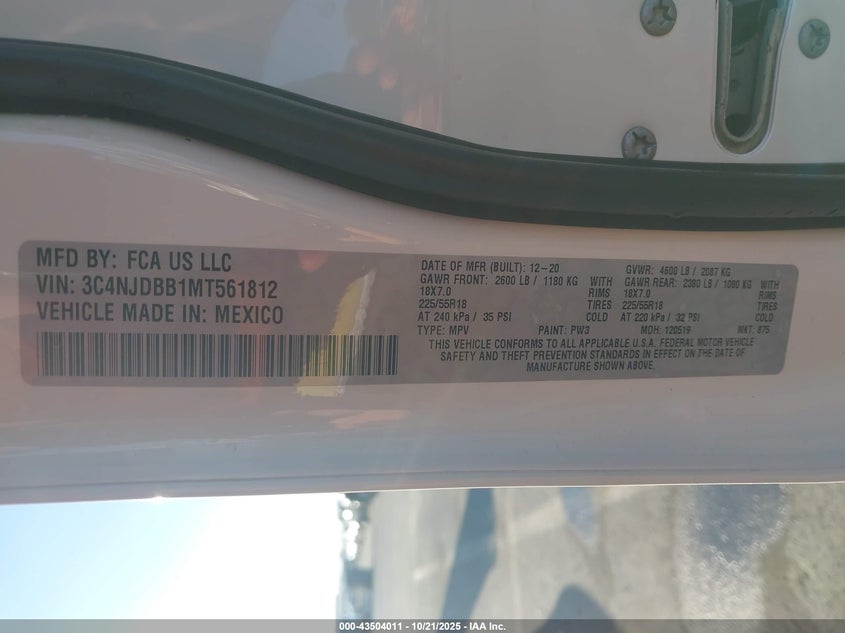 MFD BY: FCA US LLC
VIN: 3C4NJDBB1MT561812
VEHICLE MADE IN: MEXICO
DATE OF MFR (BUILT): 12-20 GVWR: 4600 LB / 2087 KG
GAWR FRONT: 2600 LB / 1180 KG WITH GAWR REAR: 2380 LB / 1080 KG WITH
18X7.0 RIMS 18X7.0 RIMS
225/55R18 TIRES 225/55R18 TIRES
AT 240 kPa / 35 PSI COLD AT 220 kPa / 32 PSI COLD
TYPE: MPV PAINT: PW3 MDH: 120519 MKT: 875
THIS VEHICLE CONFORMS TO ALL APPLICABLE U.S.A. FEDERAL MOTOR VEHICLE
SAFETY AND THEFT PREVENTION STANDARDS IN EFFECT ON THE DATE OF
MANUFACTURE SHOWN ABOVE.
000-43504011 - 10/21/2025 - IAA Inc.